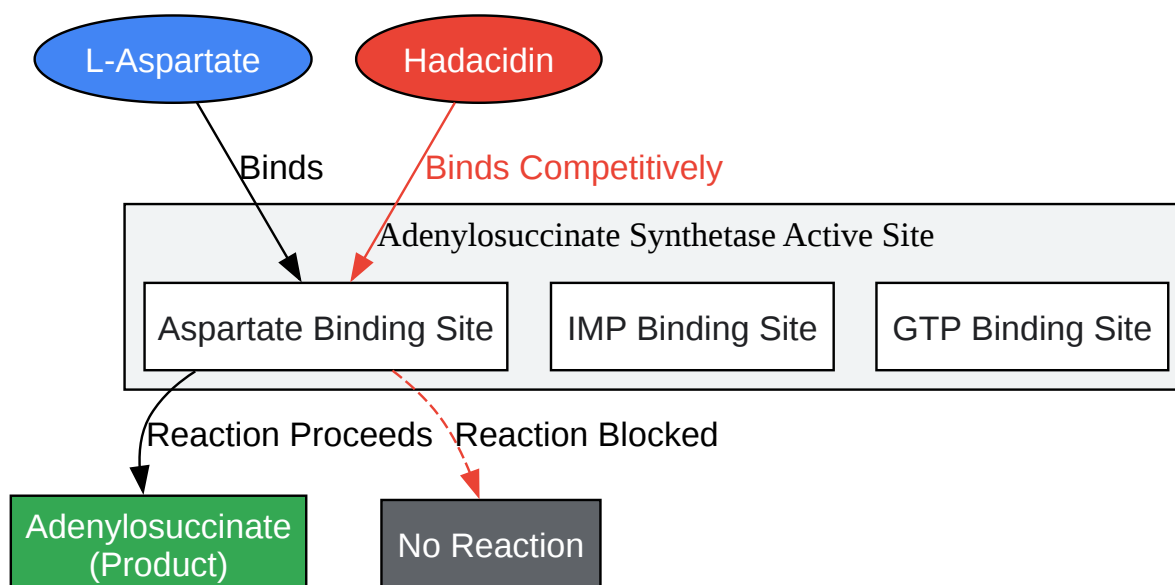 L-Aspartate
Hadacidin
Binds
Binds Competitively
Adenylosuccinate Synthetase Active Site
Aspartate Binding Site
IMP Binding Site
GTP Binding Site
Reaction Proceeds
Reaction Blocked
Adenylosuccinate
(Product)
No Reaction